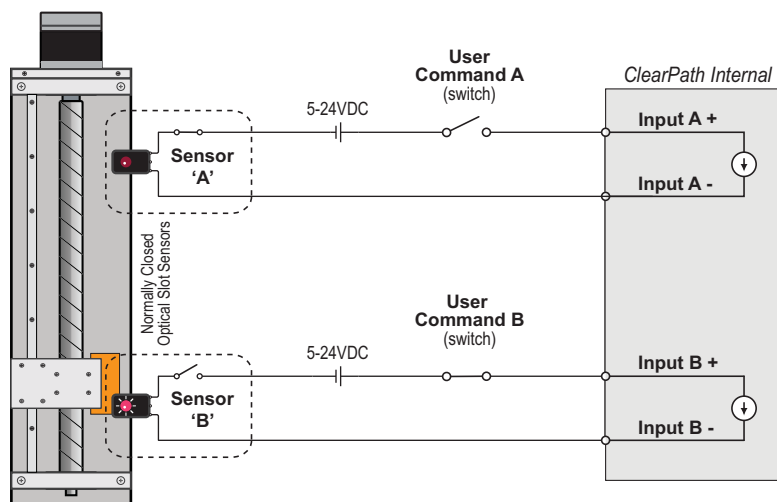 User
Command A
(switch)
ClearPath Internal
5-24VDC
Input A +
Sensor
‘A’
Input A -
Normally Closed
Optical Slot Sensors
User
Command B
(switch)
5-24VDC
Input B +
Sensor
‘B’
Input B -